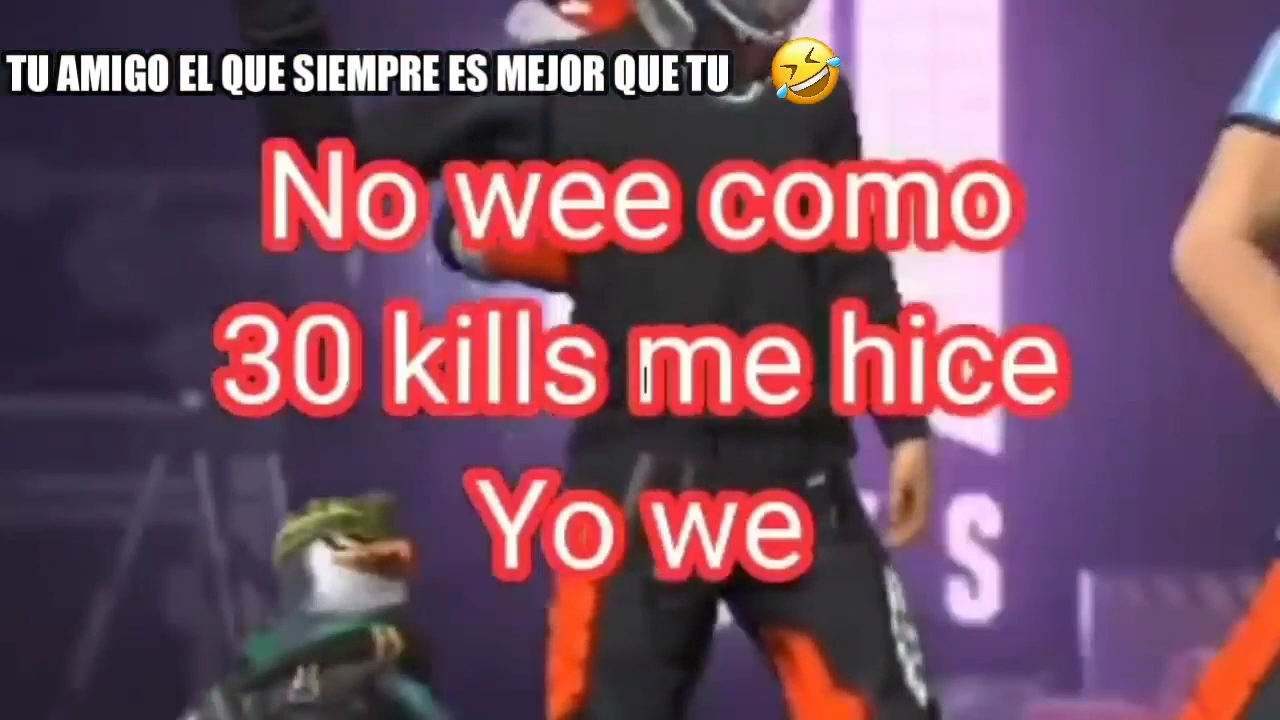 TU AMIGO EL QUE SIEMPRE ES MEJOR QUE TU 🤣
No wee como
30 kills me hice
Yo we
S